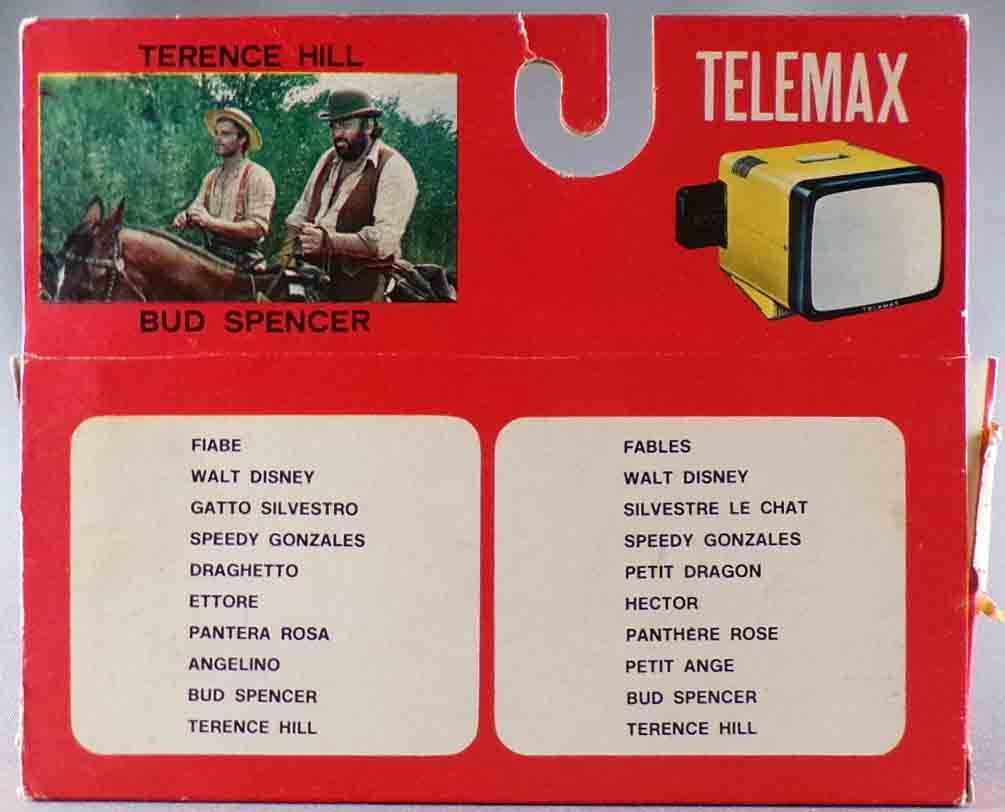 TERENCE HILL
BUD SPENCER
TELEMAX
TELEMAX
FIABE
WALT DISNEY
GATTO SILVESTRO
SPEEDY GONZALES
DRAGHETTO
ETTORE
PANTERA ROSA
ANGELINO
BUD SPENCER
TERENCE HILL
FABLES
WALT DISNEY
SILVESTRE LE CHAT
SPEEDY GONZALES
PETIT DRAGON
HECTOR
PANTHÈRE ROSE
PETIT ANGE
BUD SPENCER
TERENCE HILL